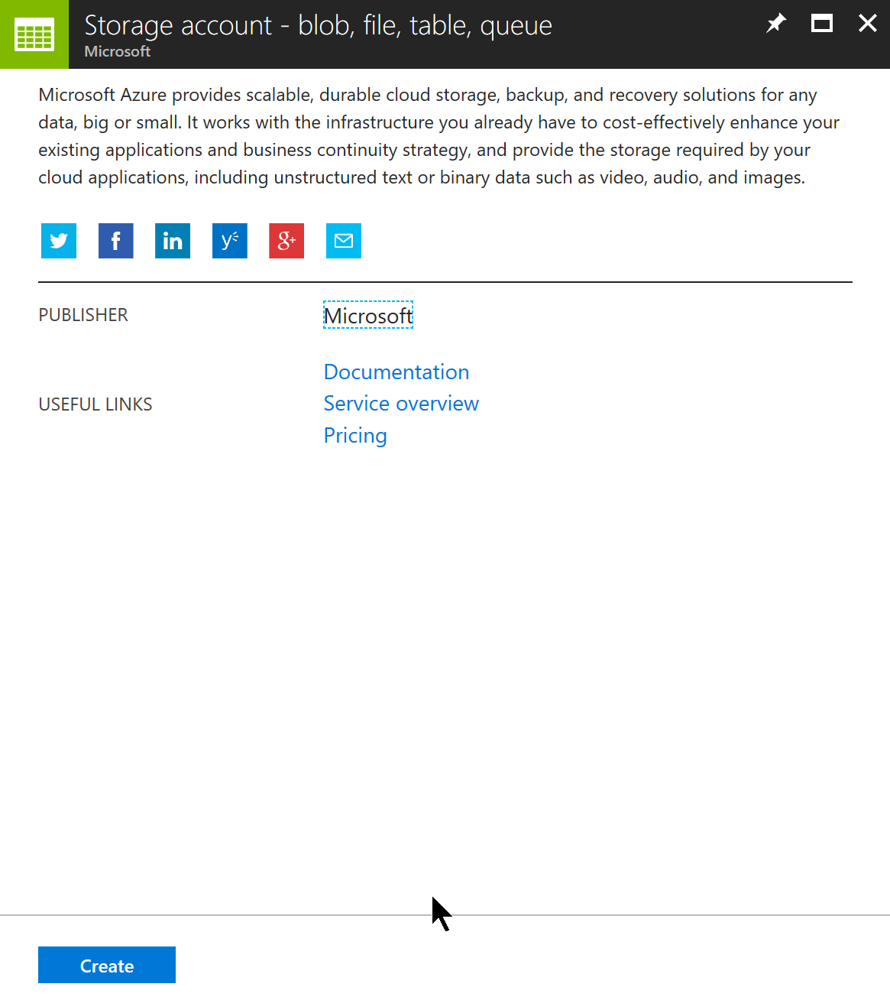 Storage account - blob, file, table, queue
Microsoft
Microsoft Azure provides scalable, durable cloud storage, backup, and recovery solutions for any
data, big or small. It works with the infrastructure you already have to cost-effectively enhance your
existing applications and business continuity strategy, and provide the storage required by your
cloud applications, including unstructured text or binary data such as video, audio, and images.
f in y g+
PUBLISHER
Microsoft
Documentation
USEFUL LINKS
Service overview
Pricing
Create